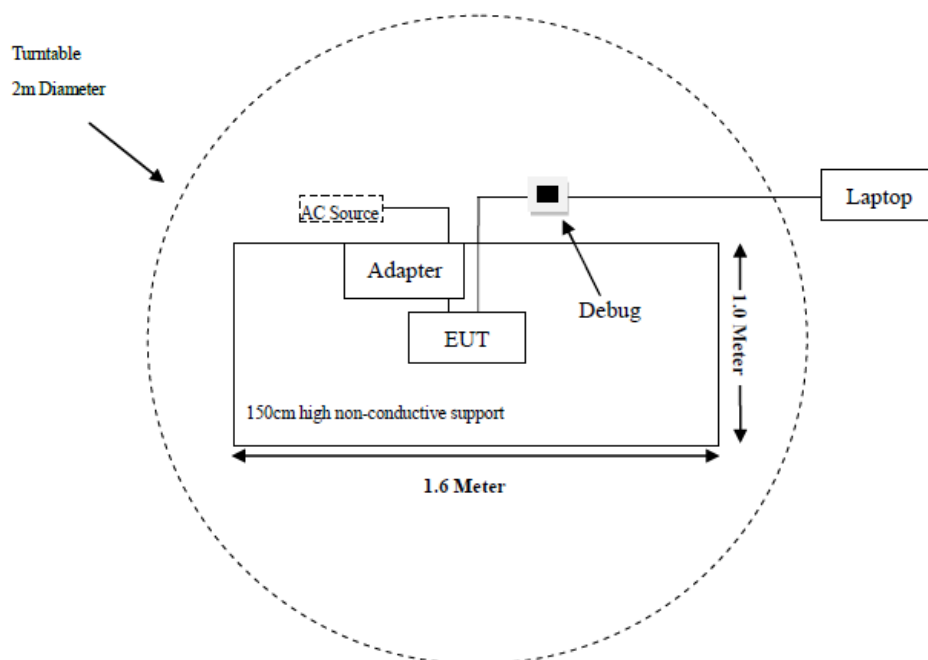 Turntable
2m Diameter
AC Source
Laptop
Adapter
Debug
EUT
1.0 Meter
150cm high non-conductive support
1.6 Meter